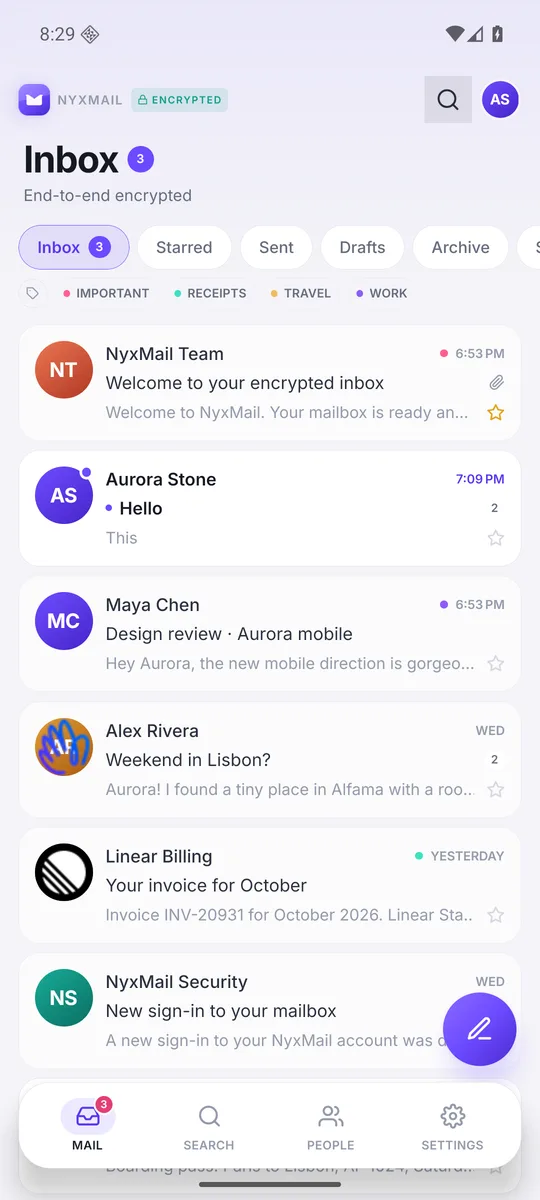 8:29
NYXMAIL ENCRYPTED AS
Inbox 3
End-to-end encrypted
Inbox 3 Starred Sent Drafts Archive S
IMPORTANT RECEIPTS TRAVEL WORK
NT NyxMail Team 6:53 PM
Welcome to your encrypted inbox
Welcome to NyxMail. Your mailbox is ready an...
AS Aurora Stone 7:09 PM
Hello 2
This
MC Maya Chen 6:53 PM
Design review · Aurora mobile
Hey Aurora, the new mobile direction is gorgeo...
Alex Rivera WED
Weekend in Lisbon? 2
Aurora! I found a tiny place in Alfama with a roo...
Linear Billing YESTERDAY
Your invoice for October
Invoice INV-20931 for October 2026. Linear Sta...
NS NyxMail Security WED
New sign-in to your mailbox
A new sign-in to your NyxMail account was
3
MAIL SEARCH PEOPLE SETTINGS